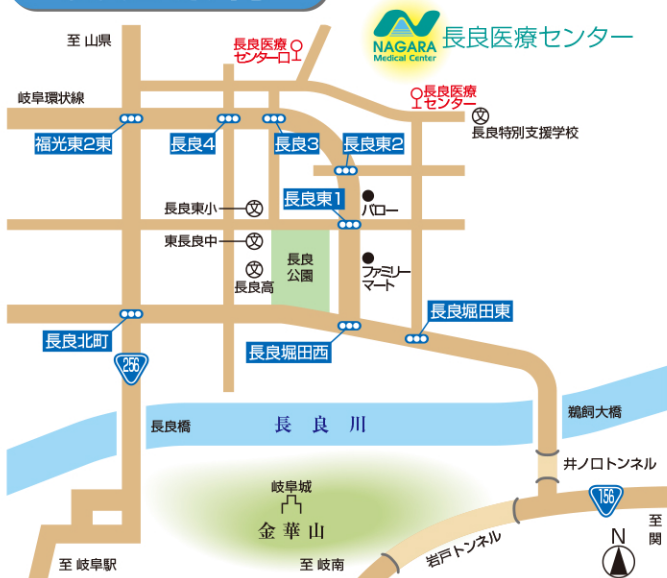 NAGARA
Medical Center
長良医療センター
至 山県
長良医療
センター口
長良医療
センター
岐阜環状線
長良特別支援学校
福光東2東
長良4
長良3
長良東2
長良東小
文
長良東1
バロー
東長良中
文
長良
公園
ファミリー
マート
文
長良高
文
長良堀田東
長良北町
長良堀田西
256
長良橋
長良川
鵜飼大橋
井ノ口トンネル
岐阜城
金華山
156
至
関
N
至 岐阜駅
至 岐南
岩戸トンネル